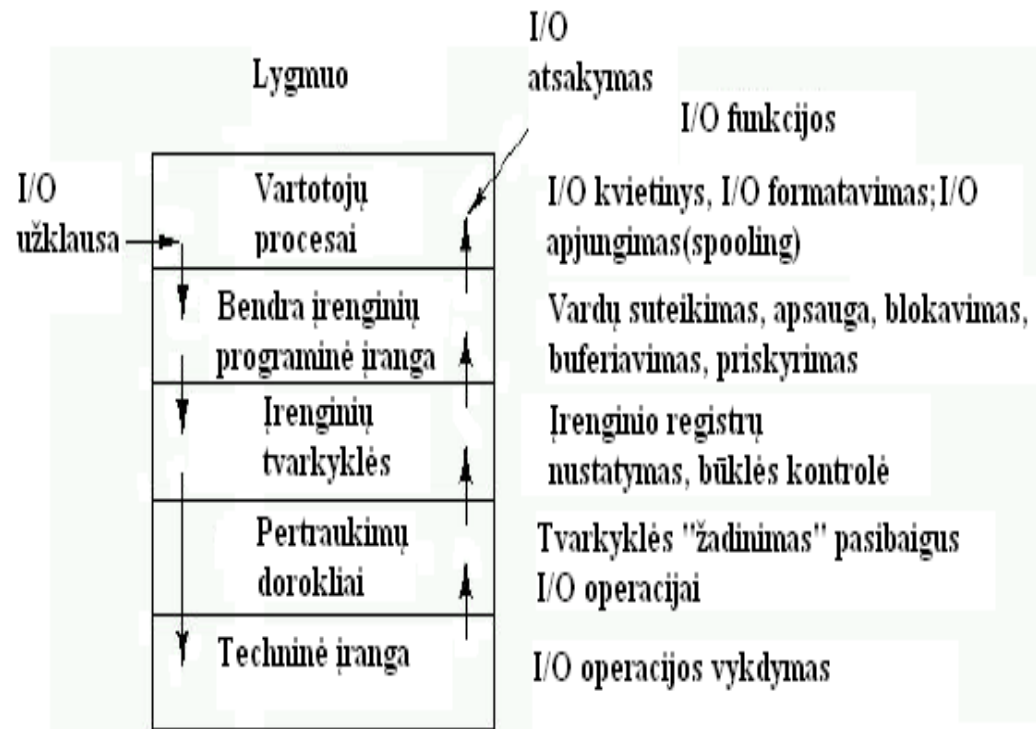 I/O
atsakymas
Lygmuo
I/O funkcijos
I/O
užklausa
Vartotojų
procesai
I/O kvietinys, I/O formatavimas; I/O
apjungimas(spooling)
Bendra įrenginių
programinė įranga
Vardų suteikimas, apsauga, blokavimas,
buferiavimas, priskyrimas
Įrenginių
tvarkyklės
Įrenginio registrų
nustatymas, būklės kontrolė
Pertraukimų
dorokliai
Tvarkyklės "žadinimas" pasibaigus
I/O operacijai
Techninė įranga
I/O operacijos vykdymas